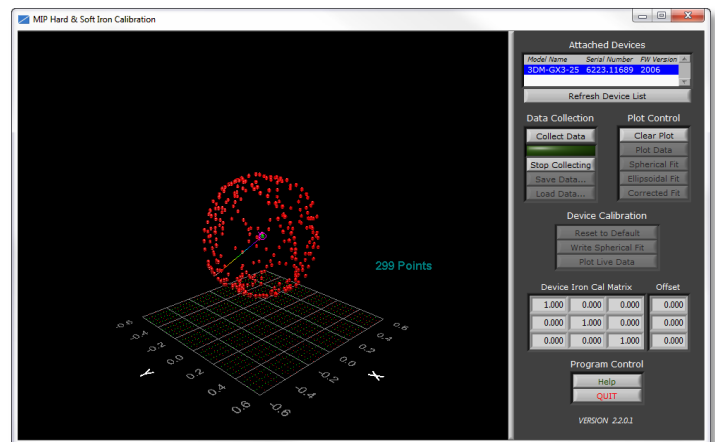 MIP Hard & Soft Iron Calibration
Attached Devices
Model Name Serial Number FW Version
3DM-GX3-25 6223.11689 2006
Refresh Device List
Data Collection Plot Control
Collect Data Clear Plot
Plot Data
Stop Collecting Spherical Fit
Save Data... Ellipsoidal Fit
Load Data... Corrected Fit
Device Calibration
Reset to Default
Write Spherical Fit
Plot Live Data
299 Points
Device Iron Cal Matrix Offset
1.000 0.000 0.000 0.000
0.000 1.000 0.000 0.000
0.000 0.000 1.000 0.000
Program Control
Help
QUIT
VERSION 2.2.0.1
-0.6 0.6
-0.4 0.4
-0.2 0.2
0.0 0.0
Y 0.2 -0.2 X
0.4 -0.4
0.6 -0.6